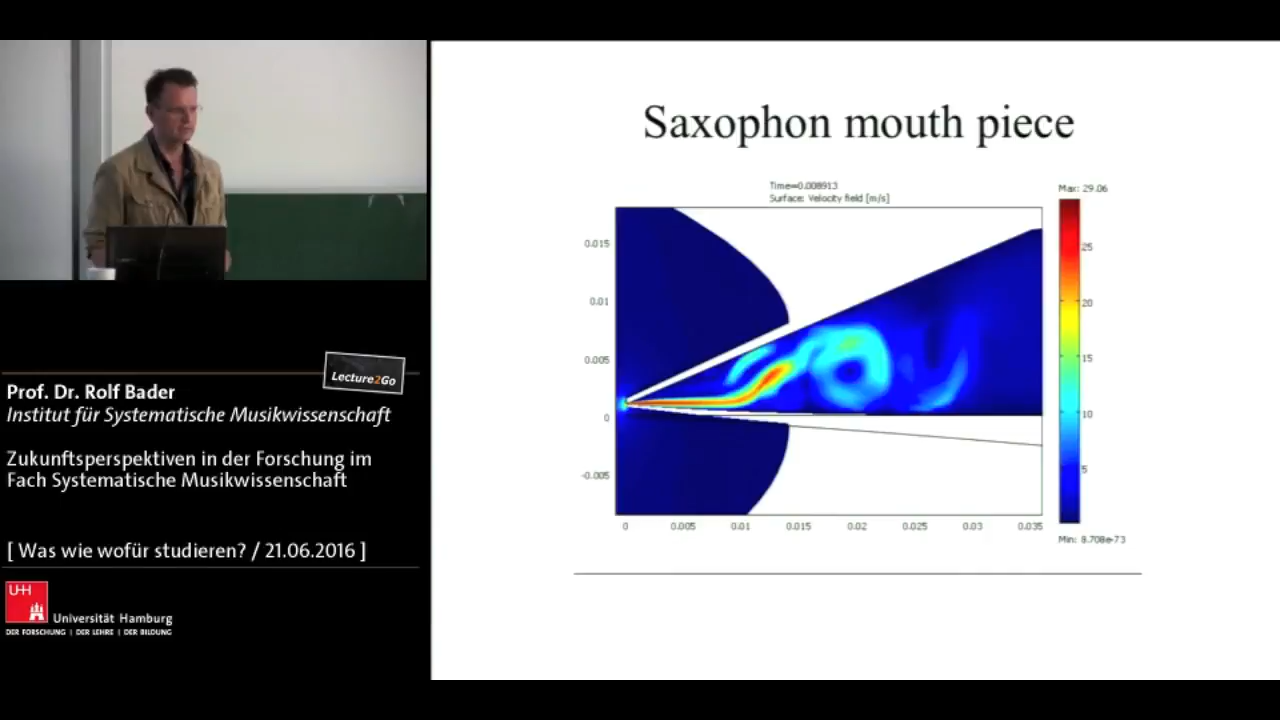 Saxophon mouth piece
Time=0.008913
Surface: Velocity field [m/s]
Max: 29.06
0.015
0.01
0.005
0
-0.005
0
0.005
0.01
0.015
0.02
0.025
0.03
0.035
25
20
15
10
5
Min: 8.708e-73
Lecture2Go
Prof. Dr. Rolf Bader
Institut für Systematische Musikwissenschaft
Zukunftsperspektiven in der Forschung im
Fach Systematische Musikwissenschaft
[ Was wie wofür studieren? / 21.06.2016 ]
UH
Universität Hamburg
DER FORSCHUNG | DER LEHRE | DER BILDUNG